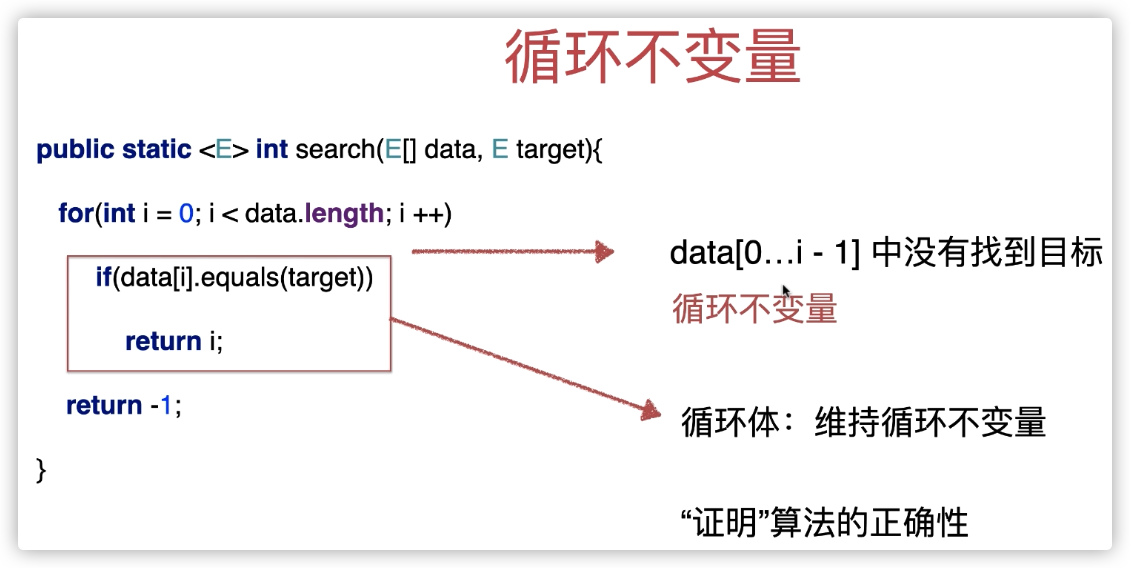 循环不变量
public static <E> int search(E[] data, E target){
for(int i = 0; i < data.length; i ++)
if(data[i].equals(target))
return i;
return -1;
}
data[0…i - 1] 中没有找到目标
循环不变量
循环体：维持循环不变量
“证明”算法的正确性